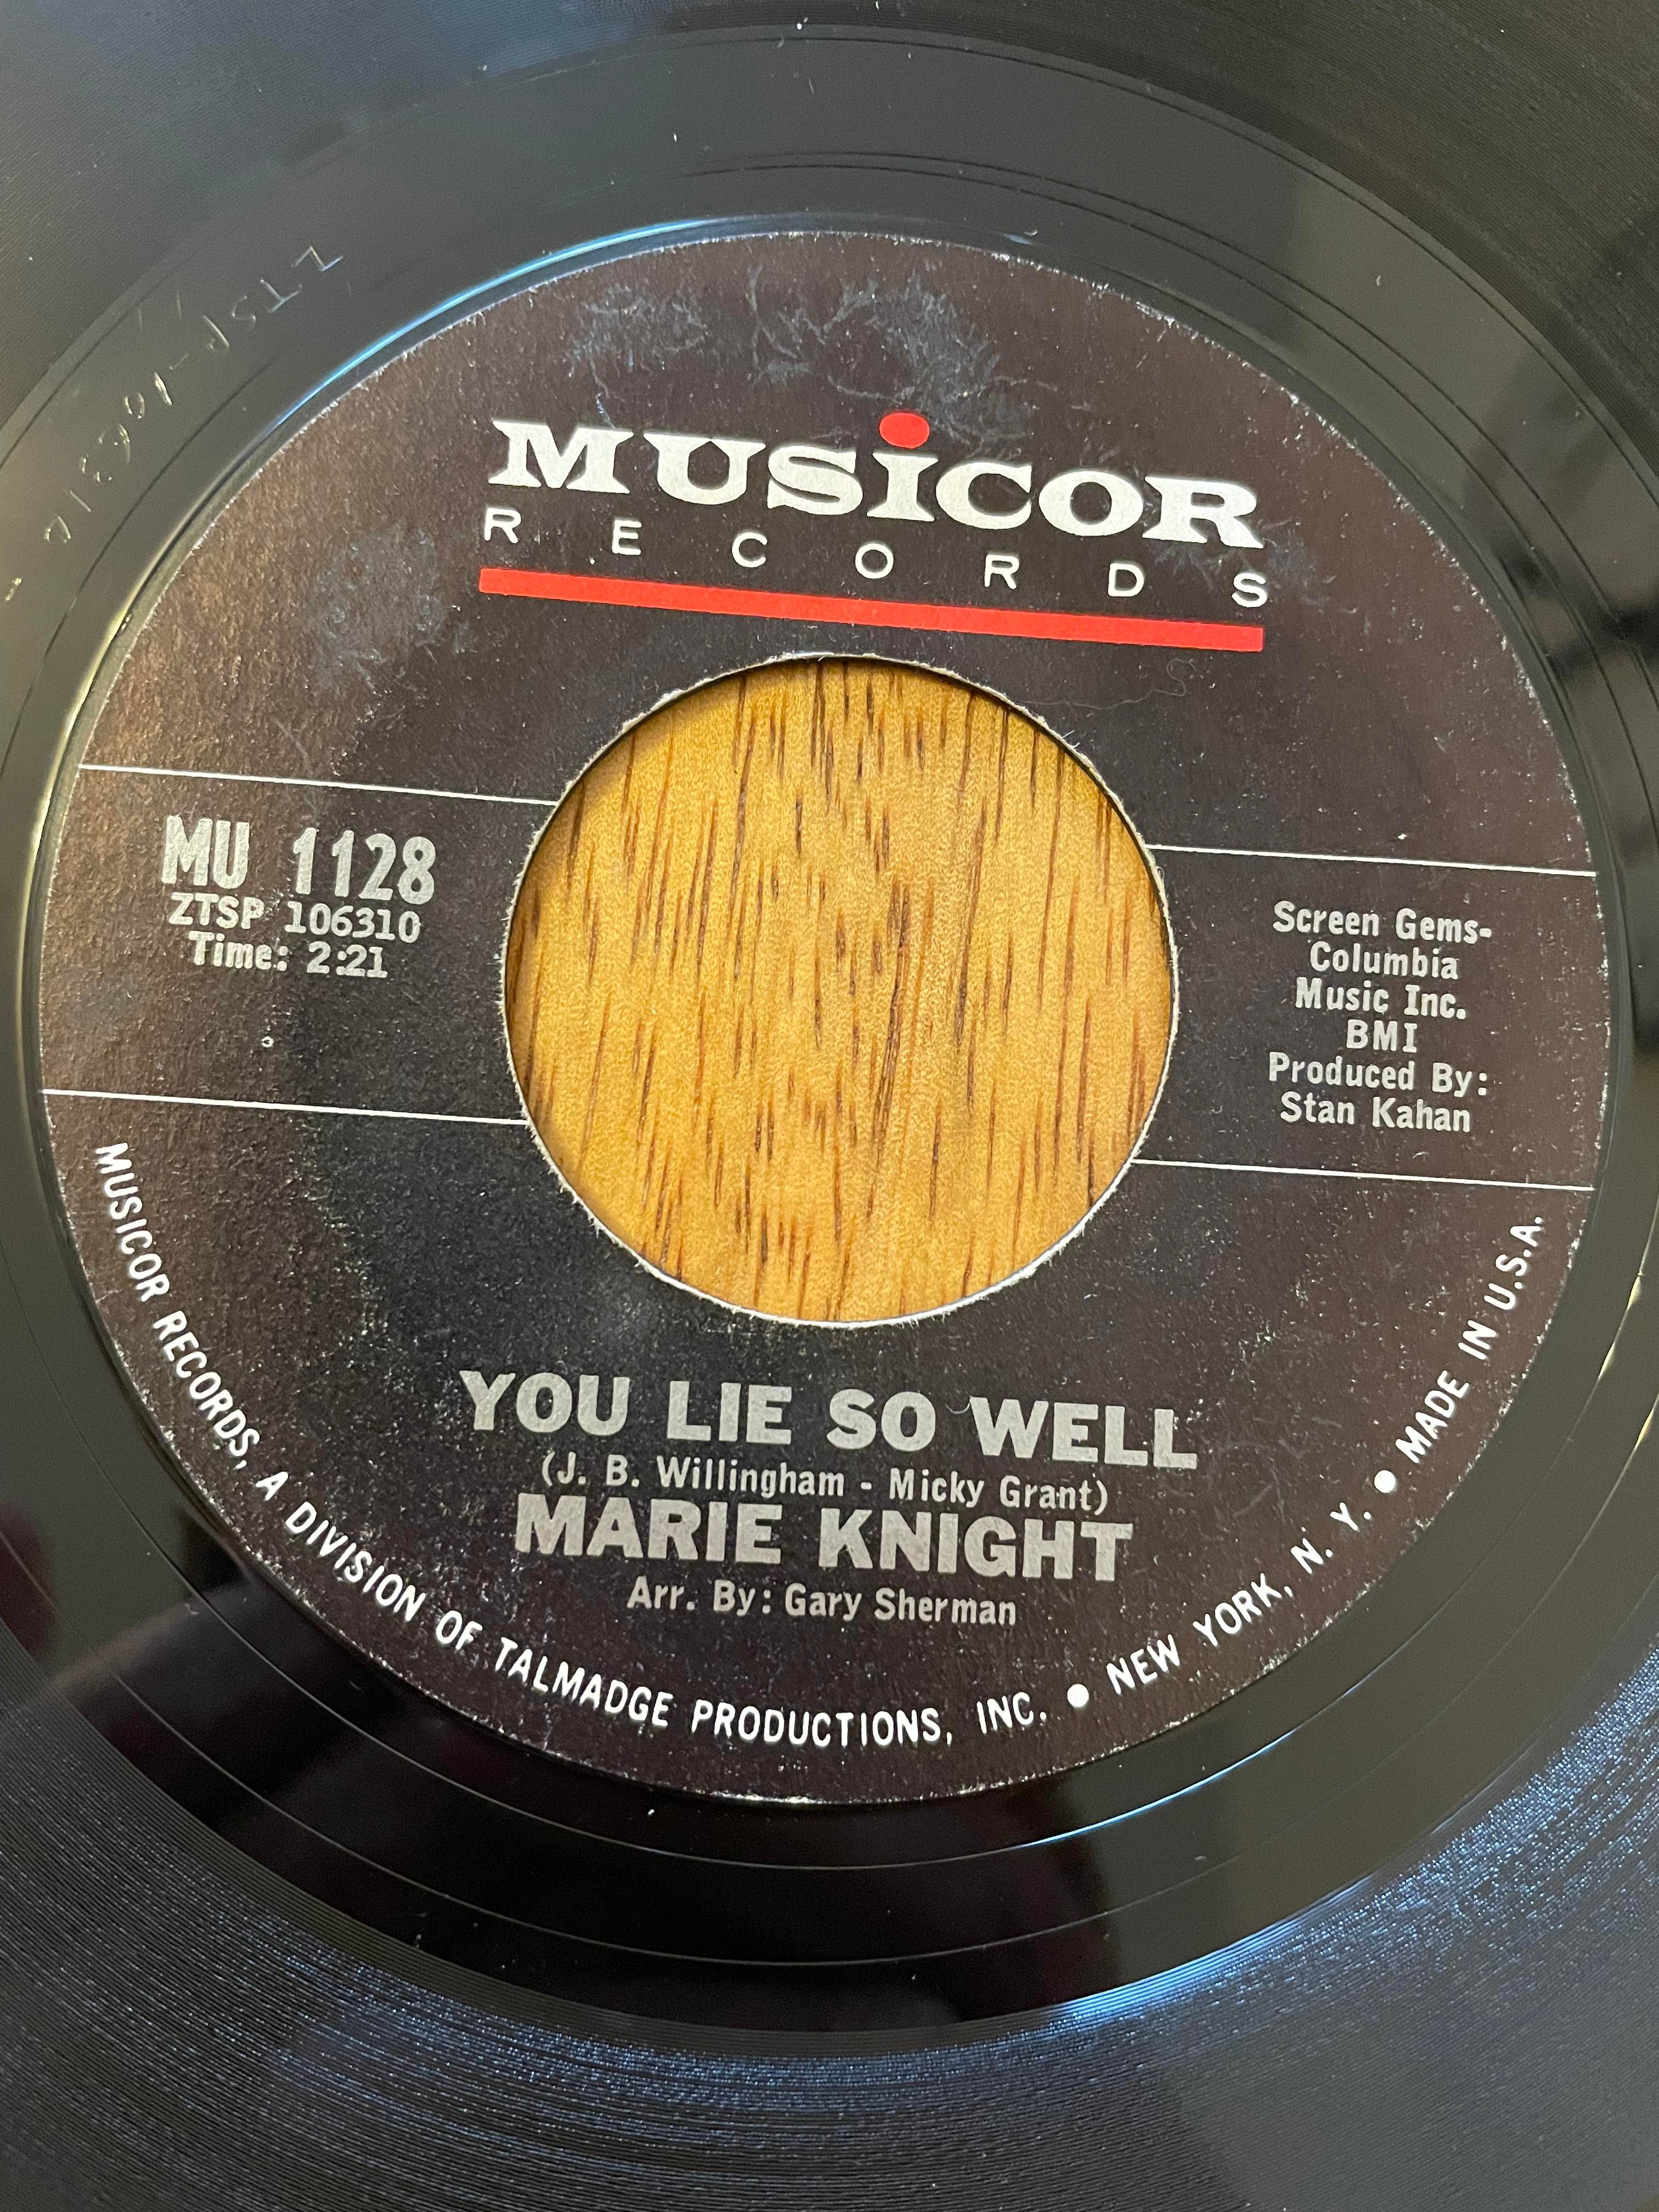 MUSiCOR
RECORDS
MU 1128
ZTSP 106310
Time: 2:21
Screen Gems-
Columbia
Music Inc.
BMI
Produced By:
Stan Kahan
YOU LIE SO WELL
(J. B. Willingham - Micky Grant)
MARIE KNIGHT
Arr. By: Gary Sherman
MUSICOR RECORDS, A DIVISION OF TALMADGE PRODUCTIONS, INC. ● NEW YORK, N. Y. ● MADE IN U.S.A.